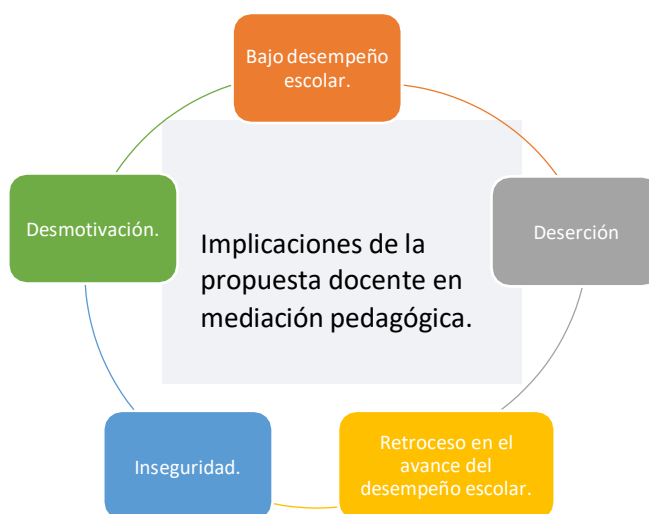 Bajo desempeño
escolar.
Desmotivación.
Deserción
Implicaciones de la
propuesta docente en
mediación pedagógica.
Inseguridad.
Retroceso en el
avance del
desempeño escolar.